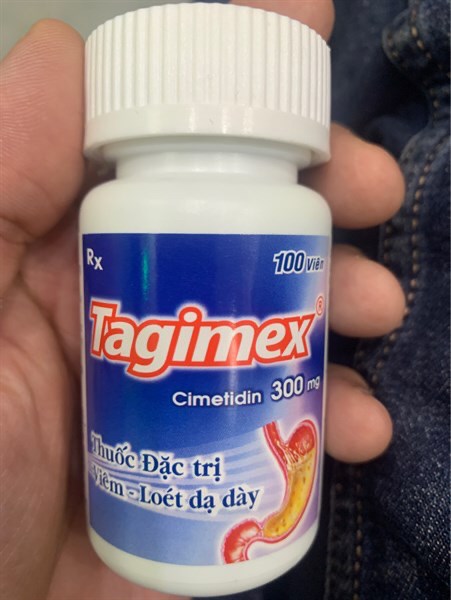 Rx
100 Viên
Tagimex®
Cimetidin 300 mg
Thuốc Đặc trị
Viêm - Loét dạ dày